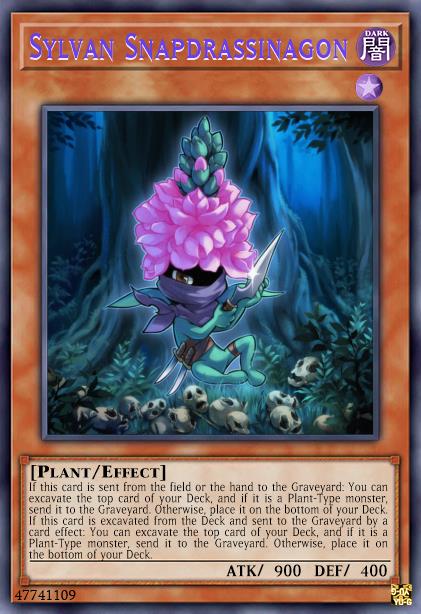 SYLVAN SNAPDRASSINAGON
DARK
闇
[PLANT/EFFECT]
If this card is sent from the field or the hand to the Graveyard: You can
excavate the top card of your Deck, and if it is a Plant-Type monster,
send it to the Graveyard. Otherwise, place it on the bottom of your Deck.
If this card is excavated from the Deck and sent to the Graveyard by a
card effect: You can excavate the top card of your Deck, and if it is a
Plant-Type monster, send it to the Graveyard. Otherwise, place it on
the bottom of your Deck.
ATK/ 900 DEF/ 400
47741109